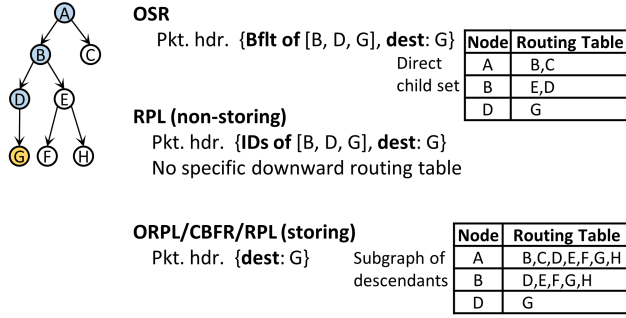 A
B
C
D
E
G
F
H
OSR
Pkt. hdr. {Bflt of [B, D, G], dest: G}
Direct
child set
Node Routing Table
A B,C
B E,D
D G
RPL (non-storing)
Pkt. hdr. {IDs of [B, D, G], dest: G}
No specific downward routing table
ORPL/CBFR/RPL (storing)
Pkt. hdr. {dest: G}
Subgraph of
descendants
Node Routing Table
A B,C,D,E,F,G,H
B D,E,F,G,H
D G